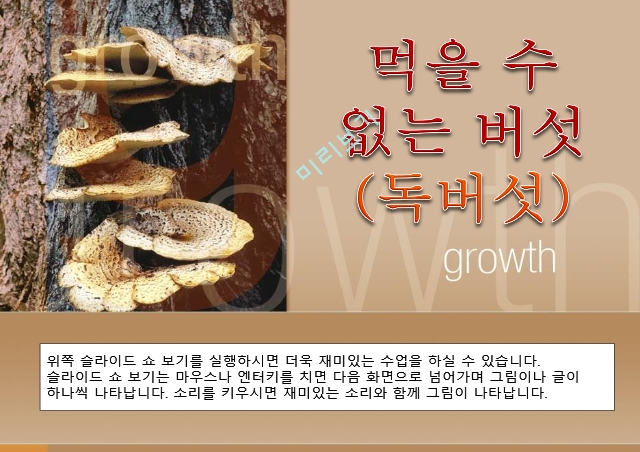 growth
먹을 수
없는 버섯
(독버섯)
미리보기
growth
growth
위쪽 슬라이드 쇼 보기를 실행하시면 더욱 재미있는 수업을 하실 수 있습니다.
슬라이드 쇼 보기는 마우스나 엔터키를 치면 다음 화면으로 넘어가며 그림이나 글이
하나씩 나타납니다. 소리를 키우시면 재미있는 소리와 함께 그림이 나타납니다.